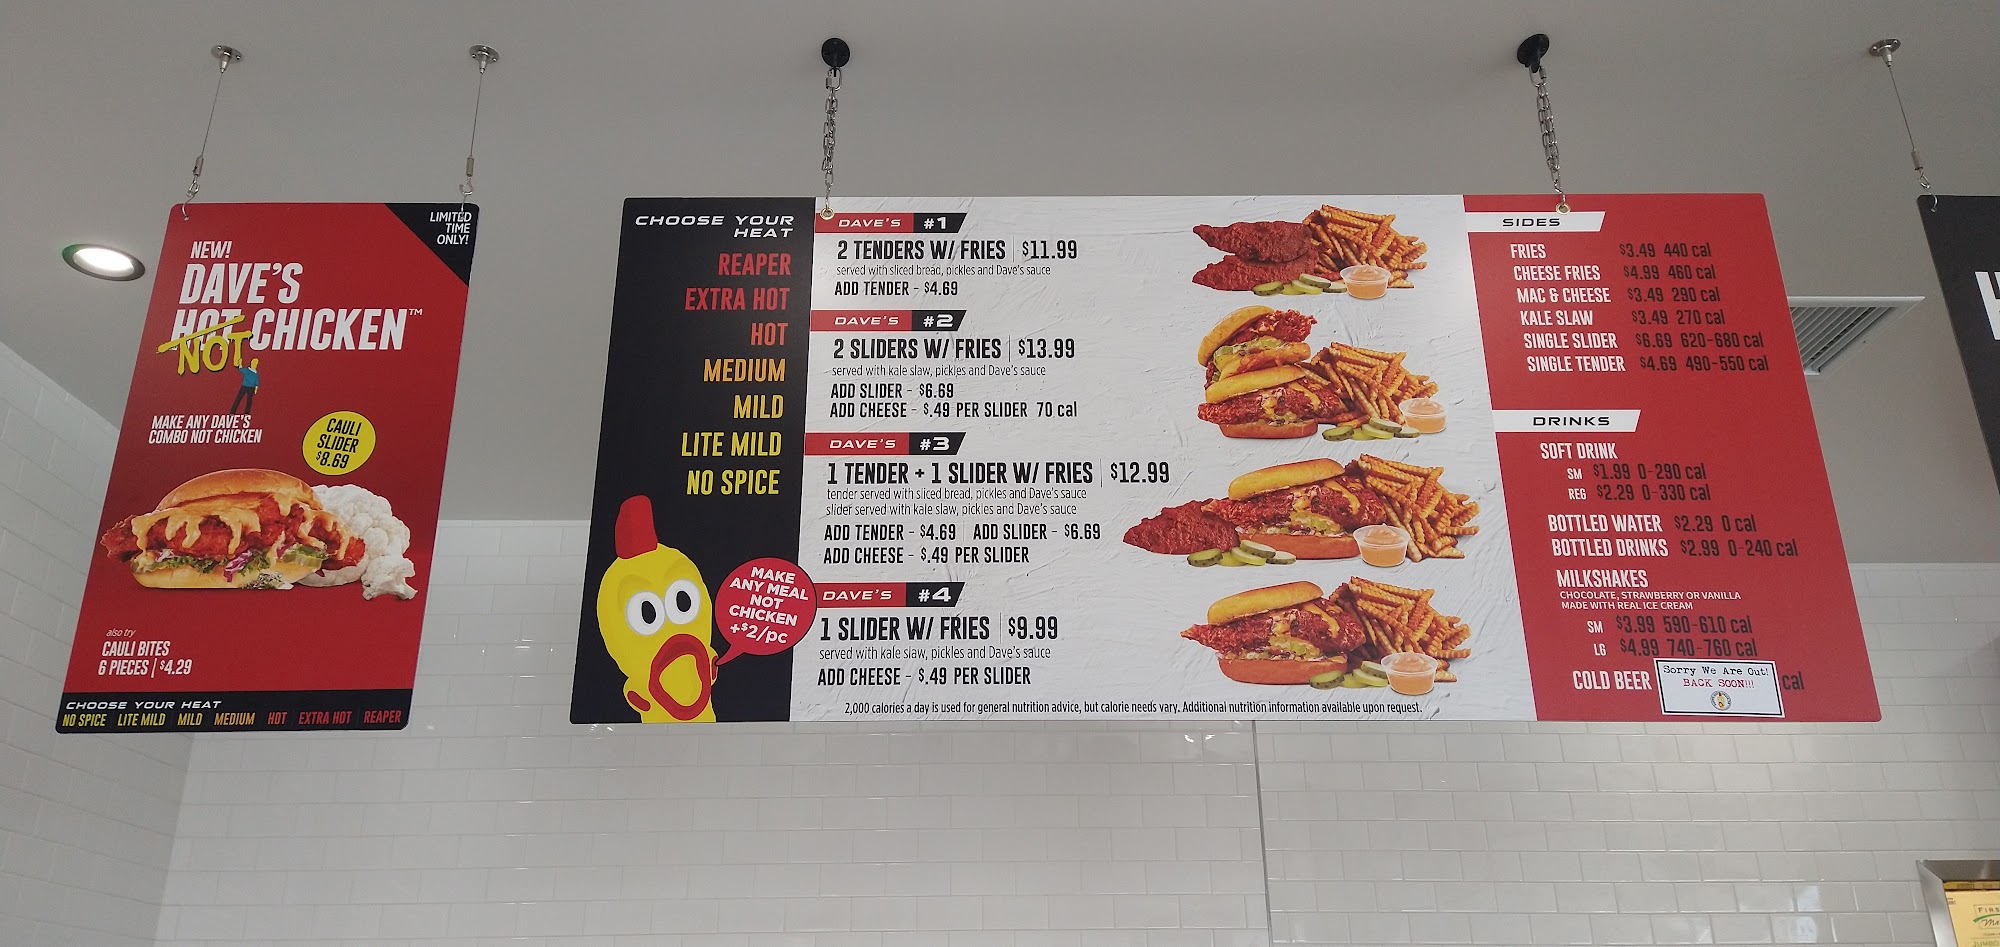 LIMITED
TIME
ONLY!
NEW!
DAVE'S
HOT CHICKEN™
NOT.
MAKE ANY DAVE'S
COMBO NOT CHICKEN
CAULI
SLIDER
$8.69
also try
CAULI BITES
6 PIECES | $4.29
CHOOSE YOUR HEAT
NO SPICE LITE MILD MILD MEDIUM HOT EXTRA HOT REAPER
CHOOSE YOUR
HEAT
REAPER
EXTRA HOT
HOT
MEDIUM
MILD
LITE MILD
NO SPICE
MAKE
ANY MEAL
NOT
CHICKEN
+$2/pc
DAVE'S #1
2 TENDERS W/ FRIES | $11.99
served with sliced bread, pickles and Dave's sauce
ADD TENDER - $4.69
DAVE'S #2
2 SLIDERS W/ FRIES | $13.99
served with kale slaw, pickles and Dave's sauce
ADD SLIDER - $6.69
ADD CHEESE - $.49 PER SLIDER 70 cal
DAVE'S #3
1 TENDER + 1 SLIDER W/ FRIES | $12.99
tender served with sliced bread, pickles and Dave's sauce
slider served with kale slaw, pickles and Dave's sauce
ADD TENDER - $4.69 ADD SLIDER - $6.69
ADD CHEESE - $.49 PER SLIDER
DAVE'S #4
1 SLIDER W/ FRIES | $9.99
served with kale slaw, pickles and Dave's sauce
ADD CHEESE - $.49 PER SLIDER
2,000 calories a day is used for general nutrition advice, but calorie needs vary. Additional nutrition information available upon request.
SIDES
FRIES $3.49 440 cal
CHEESE FRIES $4.99 460 cal
MAC & CHEESE $3.49 290 cal
KALE SLAW $3.49 270 cal
SINGLE SLIDER $6.69 620-680 cal
SINGLE TENDER $4.69 490-550 cal
DRINKS
SOFT DRINK
SM $1.99 0-290 cal
REG $2.29 0-330 cal
BOTTLED WATER $2.29 0 cal
BOTTLED DRINKS $2.99 0-240 cal
MILKSHAKES
CHOCOLATE, STRAWBERRY OR VANILLA
MADE WITH REAL ICE CREAM
SM $3.99 590-610 cal
LG $4.99 740-760 cal
COLD BEER cal
Sorry We Are Out!
BACK SOON!!!